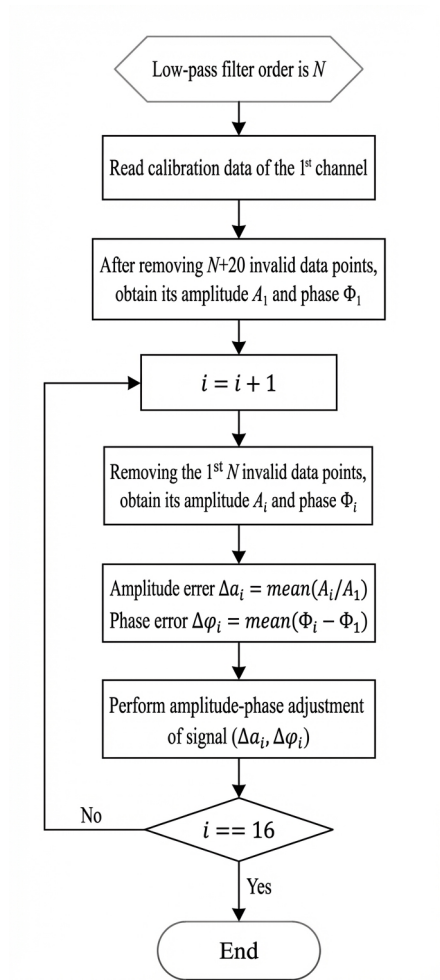 Low-pass filter order is N
Read calibration data of the 1st channel
After removing N+20 invalid data points,
obtain its amplitude A₁ and phase Φ₁
i = i + 1
Removing the 1st N invalid data points,
obtain its amplitude Aᵢ and phase Φᵢ
Amplitude errer Δaᵢ = mean(Aᵢ/A₁)
Phase error Δφᵢ = mean(Φᵢ − Φ₁)
Perform amplitude-phase adjustment
of signal (Δaᵢ, Δφᵢ)
No
i == 16
Yes
End